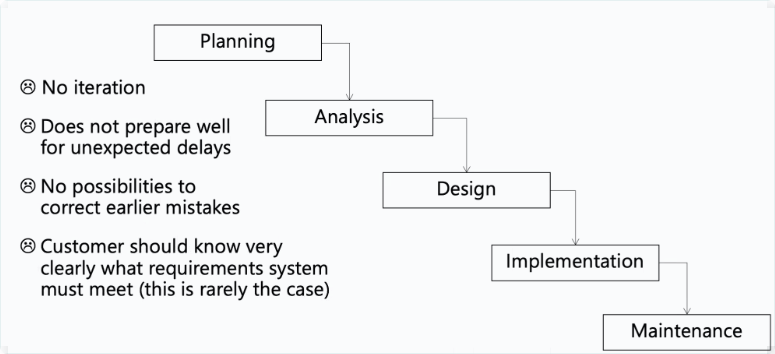 Planning
☹ No iteration
Analysis
☹ Does not prepare well
for unexpected delays
Design
☹ No possibilities to
correct earlier mistakes
☹ Customer should know very
clearly what requirements system
must meet (this is rarely the case)
Implementation
Maintenance